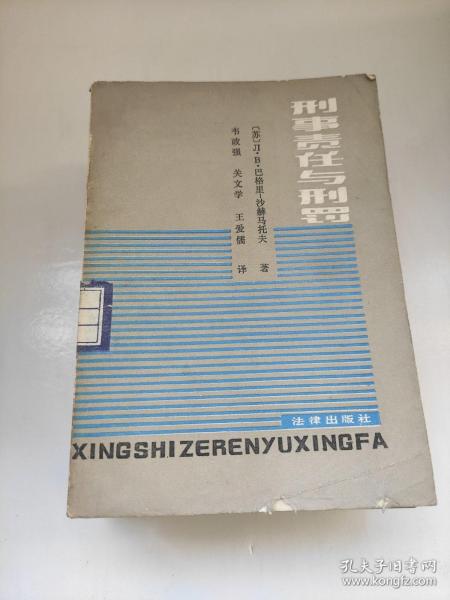 刑事责任与刑罚
〔苏〕Л·В·巴格里-沙赫马托夫 著
韦政强 关文学 王爱儒 译
法律出版社
XINGSHIZERENYUXINGFA
孔夫子旧书网
www.kongfz.com